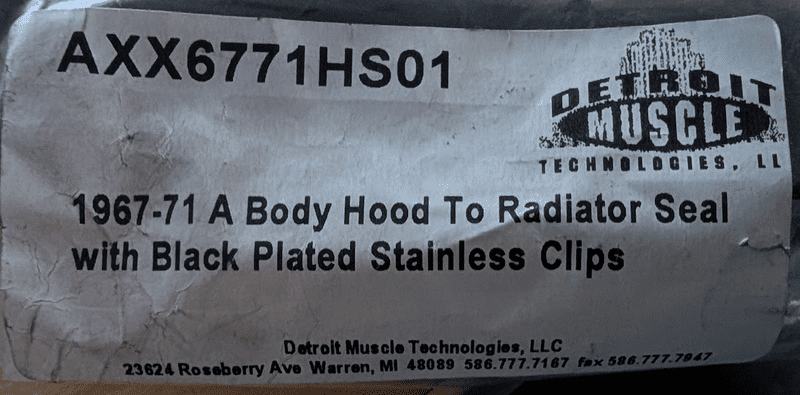 AXX6771HS01
DETROIT
MUSCLE
TECHNOLOGIES, LL
1967-71 A Body Hood To Radiator Seal
with Black Plated Stainless Clips
Detroit Muscle Technologies, LLC
23624 Roseberry Ave Warren, MI 48089 586.777.7167 fax 586.777.7947